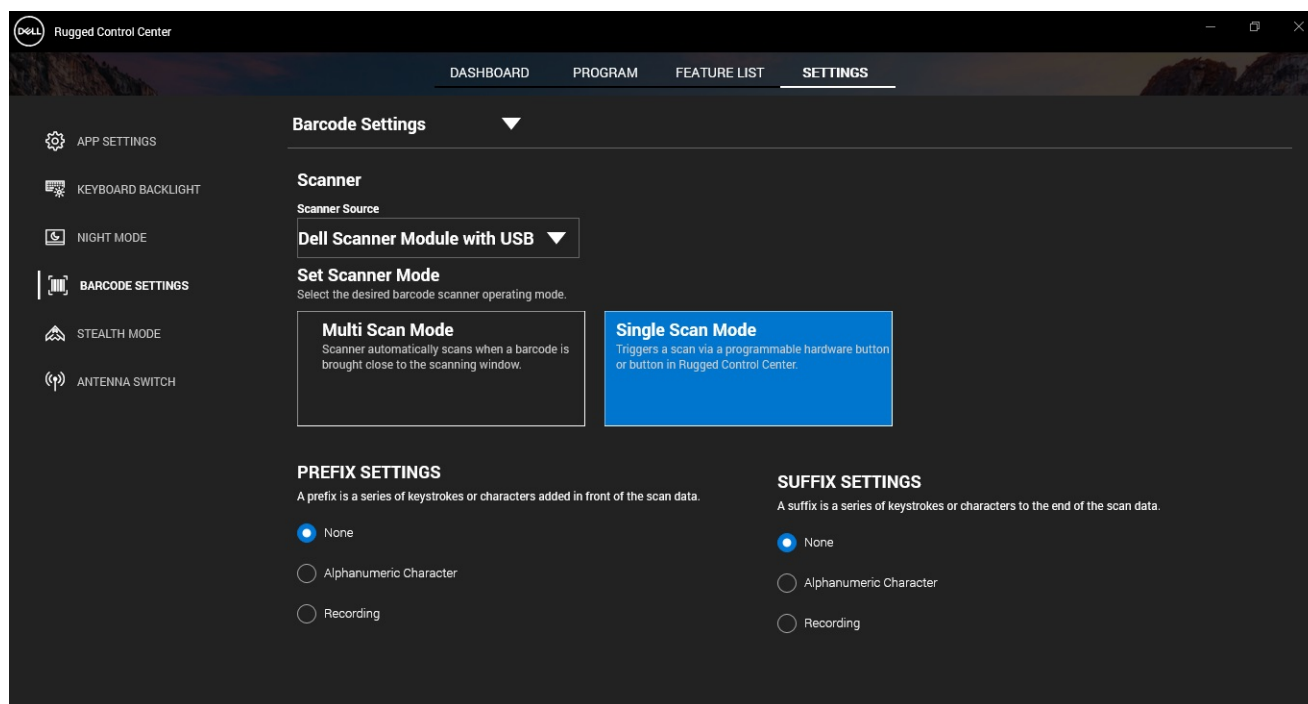 DELL Rugged Control Center
DASHBOARD PROGRAM FEATURE LIST SETTINGS
APP SETTINGS
KEYBOARD BACKLIGHT
NIGHT MODE
BARCODE SETTINGS
STEALTH MODE
ANTENNA SWITCH
Barcode Settings
Scanner
Scanner Source
Dell Scanner Module with USB
Set Scanner Mode
Select the desired barcode scanner operating mode.
Multi Scan Mode
Scanner automatically scans when a barcode is
brought close to the scanning window.
Single Scan Mode
Triggers a scan via a programmable hardware button
or button in Rugged Control Center.
PREFIX SETTINGS
A prefix is a series of keystrokes or characters added in front of the scan data.
None
Alphanumeric Character
Recording
SUFFIX SETTINGS
A suffix is a series of keystrokes or characters to the end of the scan data.
None
Alphanumeric Character
Recording